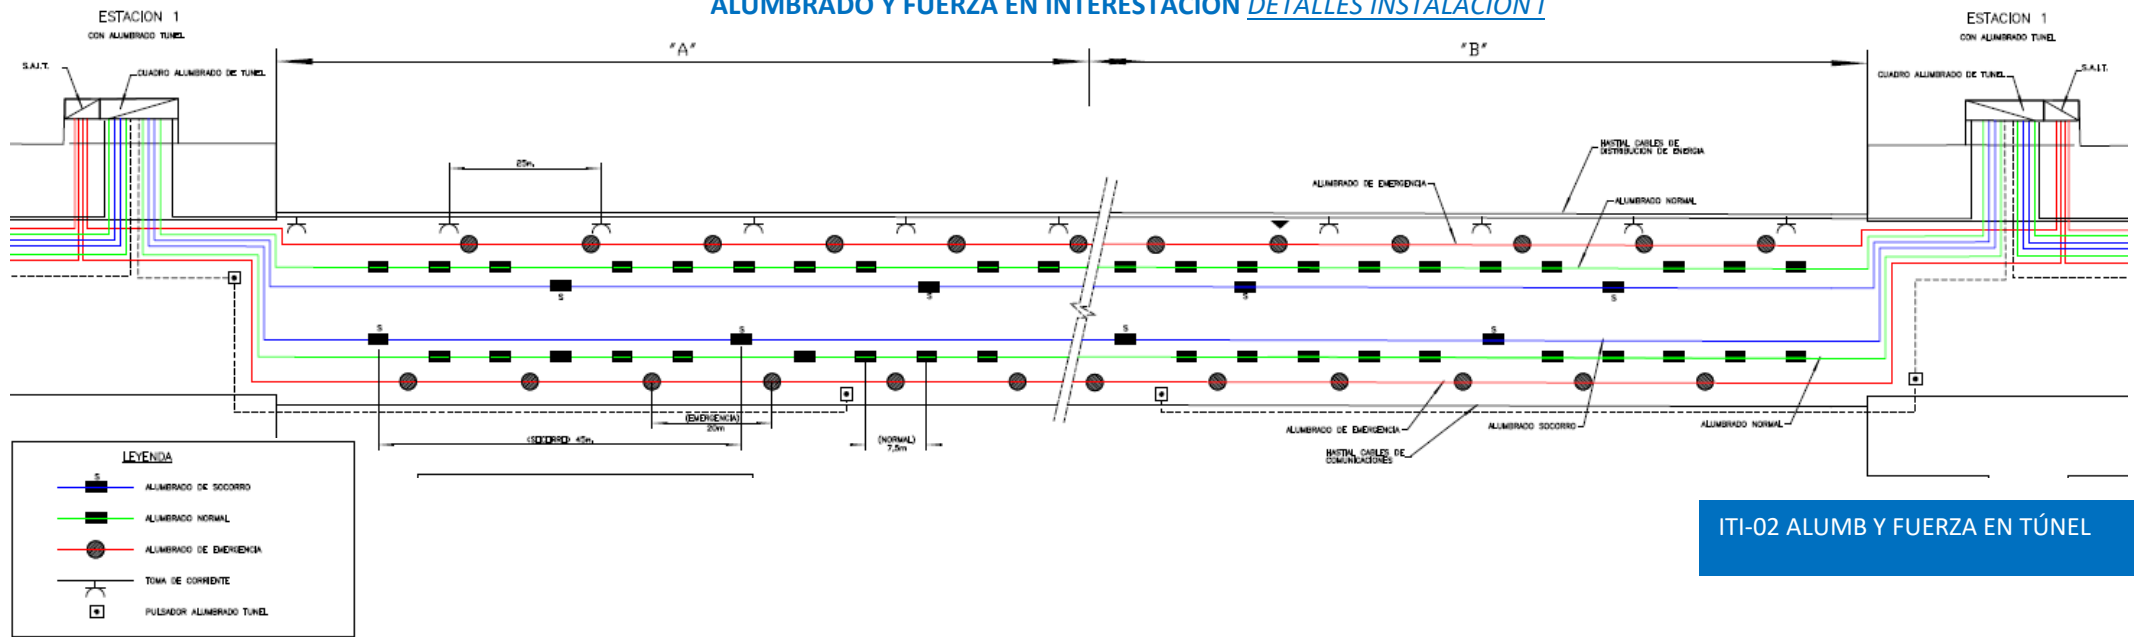 ALUMBRADO Y FUERZA EN INTERESTACIÓN DETALLES INSTALACIÓN I
ESTACION 1
CON ALUMBRADO TUNEL
S.A.I.T.
CUADRO ALUMBRADO DE TUNEL
"A"
"B"
ESTACION 1
CON ALUMBRADO TUNEL
CUADRO ALUMBRADO DE TUNEL
S.A.I.T.
25m.
HASTIAL CABLES DE
DISTRIBUCION DE ENERGIA
ALUMBRADO DE EMERGENCIA
ALUMBRADO NORMAL
S
S
S
S
S
S
S
S
(EMERGENCIA)
20m
(SOCORRO) 45m.
(NORMAL)
7,5m
ALUMBRADO DE EMERGENCIA
HASTIAL CABLES DE
COMUNICACIONES
ALUMBRADO SOCORRO
ALUMBRADO NORMAL
LEYENDA
S
ALUMBRADO DE SOCORRO
ALUMBRADO NORMAL
ALUMBRADO DE EMERGENCIA
TOMA DE CORRIENTE
PULSADOR ALUMBRADO TUNEL
ITI-02 ALUMB Y FUERZA EN TÚNEL